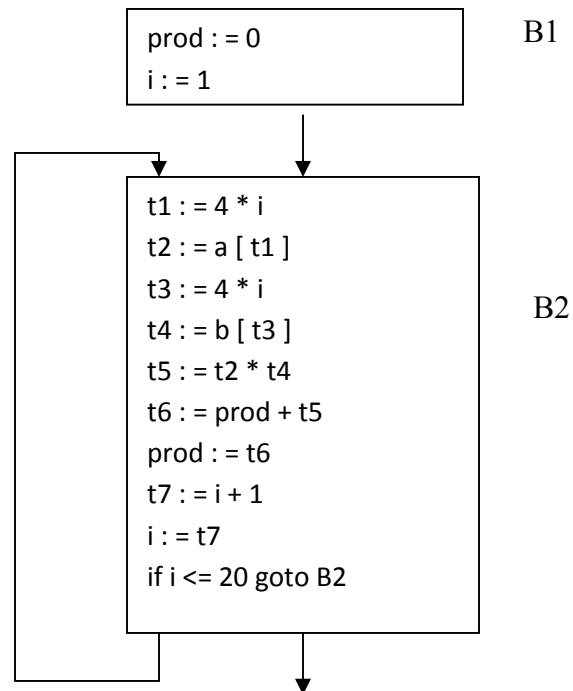 prod : = 0
B1
i : = 1
t1 : = 4 * i
t2 : = a [ t1 ]
t3 : = 4 * i
B2
t4 : = b [ t3 ]
t5 : = t2 * t4
t6 : = prod + t5
prod : = t6
t7 : = i + 1
i : = t7
if i <= 20 goto B2